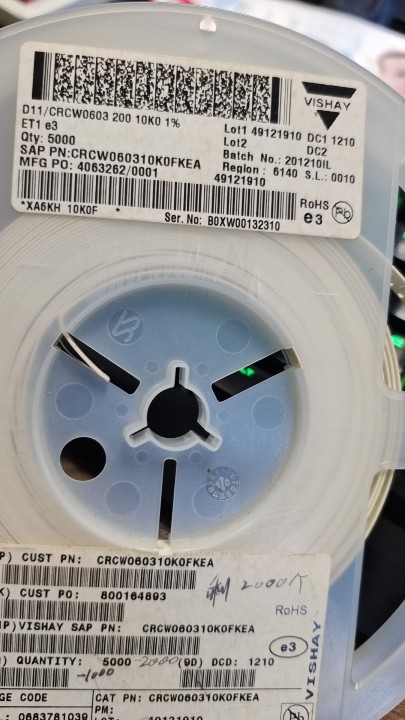 VISHAY
D11/CRCW0603 200 10K0 1%
ET1 e3
Qty: 5000
SAP PN:CRCW060310K0FKEA
MFG PO: 4063262/0001
Lot1 49121910 DC1 1210
Lot2 DC2
Batch No.: 201210IL
Region : 6140 S.L.: 0010
49121910
*XA6KH 10K0F *
Ser. No: B0XW00132310
RoHS
e3
Pb
P) CUST PN: CRCW060310K0FKEA
K) CUST PO: 800164893
2000
RoHS
1P)VISHAY SAP PN: CRCW060310K0FKEA
e3
VISHAY
) QUANTITY: 5000 -2000 (9D) DCD: 1210
-1000
GE CODE
CAT PN: CRCW060310K0FKEA
PM:
: 0683781039
LOT: 49121910